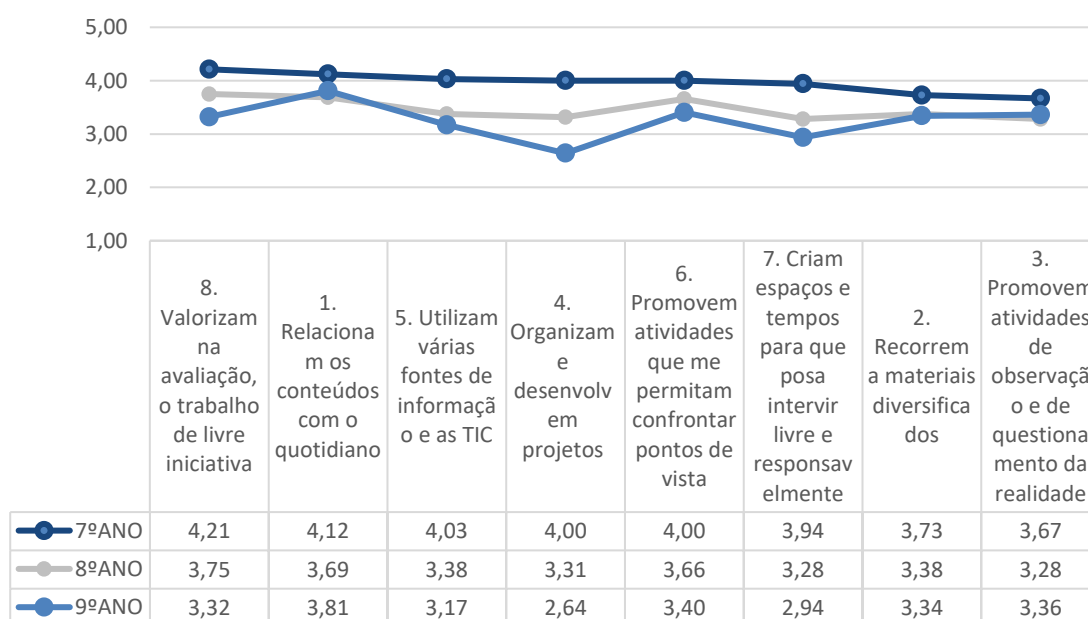 5,00
4,00
3,00
2,00
1,00
8.
Valorizam
na
avaliação,
o trabalho
de livre
iniciativa
1.
Relaciona
m os
conteúdos
com o
quotidiano
5. Utilizam
várias
fontes de
informaçã
o e as TIC
4.
Organizam
e
desenvolv
em
projetos
6.
Promovem
atividades
que me
permitam
confrontar
pontos de
vista
7. Criam
espaços e
tempos
para que
posa
intervir
livre e
responsav
elmente
2.
Recorrem
a materiais
diversifica
dos
3.
Promovem
atividades
de
observaçã
o e de
questiona
mento da
realidade
7ºANO 4,21 4,12 4,03 4,00 4,00 3,94 3,73 3,67
8ºANO 3,75 3,69 3,38 3,31 3,66 3,28 3,38 3,28
9ºANO 3,32 3,81 3,17 2,64 3,40 2,94 3,34 3,36